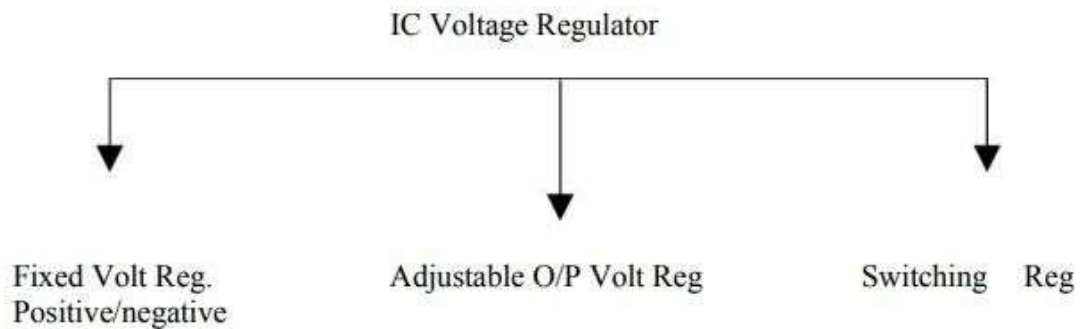 IC Voltage Regulator
Fixed Volt Reg.
Positive/negative
Adjustable O/P Volt Reg
Switching Reg